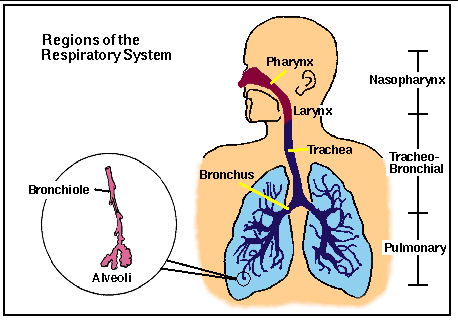 Regions of the
Respiratory System
Pharynx
Nasopharynx
Larynx
Trachea
Tracheo-
Bronchial
Bronchus
Bronchiole
Pulmonary
Alveoli